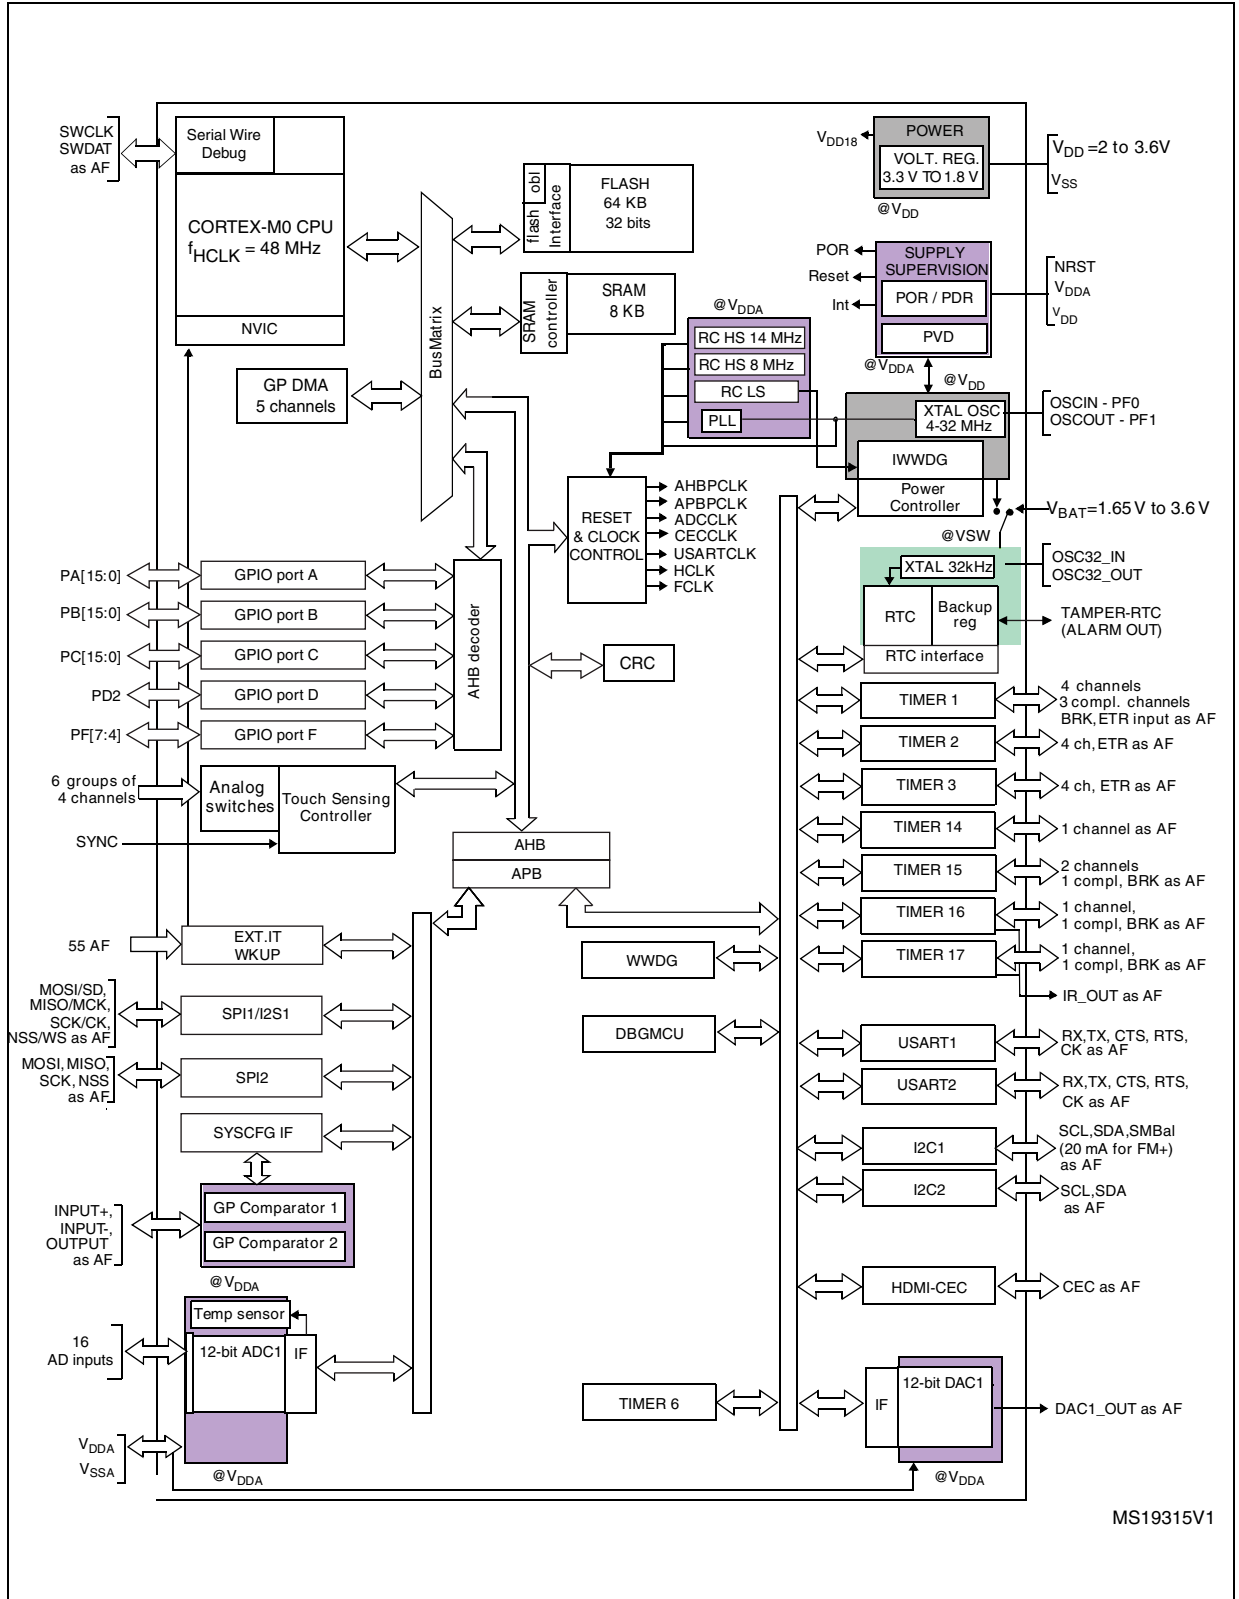 SWCLK
SWDAT
as AF
Serial Wire
Debug
CORTEX-M0 CPU
fHCLK = 48 MHz
NVIC
GP DMA
5 channels
BusMatrix
obl
flash
Interface
FLASH
64 KB
32 bits
SRAM
controller
SRAM
8 KB
@VDDA
RC HS 14 MHz
RC HS 8 MHz
RC LS
PLL
VDD18
POWER
VOLT. REG.
3.3 V TO 1.8 V
@VDD
VDD =2 to 3.6V
VSS
POR
Reset
Int
SUPPLY
SUPERVISION
POR / PDR
PVD
@VDDA
@VDD
NRST
VDDA
VDD
XTAL OSC
4-32 MHz
OSCIN - PF0
OSCOUT - PF1
IWWDG
Power
Controller
VBAT=1.65 V to 3.6 V
@VSW
RESET
& CLOCK
CONTROL
AHBPCLK
APBPCLK
ADCCLK
CECCLK
USARTCLK
HCLK
FCLK
XTAL 32kHz
OSC32_IN
OSC32_OUT
RTC
Backup
reg
RTC interface
TAMPER-RTC
(ALARM OUT)
PA[15:0]
GPIO port A
PB[15:0]
GPIO port B
PC[15:0]
GPIO port C
PD2
GPIO port D
PF[7:4]
GPIO port F
AHB decoder
CRC
6 groups of
4 channels
Analog
switches
Touch Sensing
Controller
SYNC
AHB
APB
TIMER 1
4 channels
3 compl. channels
BRK,ETR input as AF
TIMER 2
4 ch,ETR as AF
TIMER 3
4 ch, ETR as AF
TIMER 14
1 channel as AF
TIMER 15
2 channels
1 compl, BRK as AF
TIMER 16
1 channel,
1 compl, BRK as AF
TIMER 17
1 channel,
1 compl, BRK as AF
IR_OUT as AF
55 AF
EXT.IT
WKUP
WWDG
MOSI/SD,
MISO/MCK,
SCK/CK,
NSS/WS as AF
SPI1/I2S1
DBGMCU
USART1
RX,TX, CTS, RTS,
CK as AF
MOSI, MISO,
SCK, NSS
as AF
SPI2
USART2
RX,TX, CTS, RTS,
CK as AF
SYSCFG IF
I2C1
SCL,SDA,SMBal
(20 mA for FM+)
as AF
I2C2
SCL,SDA
as AF
INPUT+,
INPUT-,
OUTPUT
as AF
GP Comparator 1
GP Comparator 2
@VDDA
HDMI-CEC
CEC as AF
Temp sensor
16
AD inputs
12-bit ADC1
IF
TIMER 6
IF
12-bit DAC1
DAC1_OUT as AF
VDDA
VSSA
@VDDA
@VDDA
MS19315V1